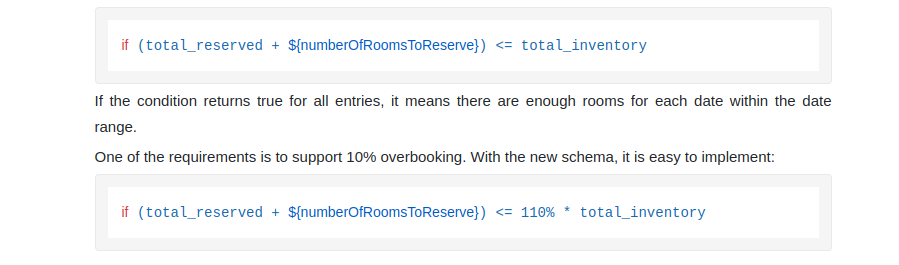 if (total_reserved + ${numberOfRoomsToReserve}) <= total_inventory
If the condition returns true for all entries, it means there are enough rooms for each date within the date
range.
One of the requirements is to support 10% overbooking. With the new schema, it is easy to implement:
if (total_reserved + ${numberOfRoomsToReserve}) <= 110% * total_inventory